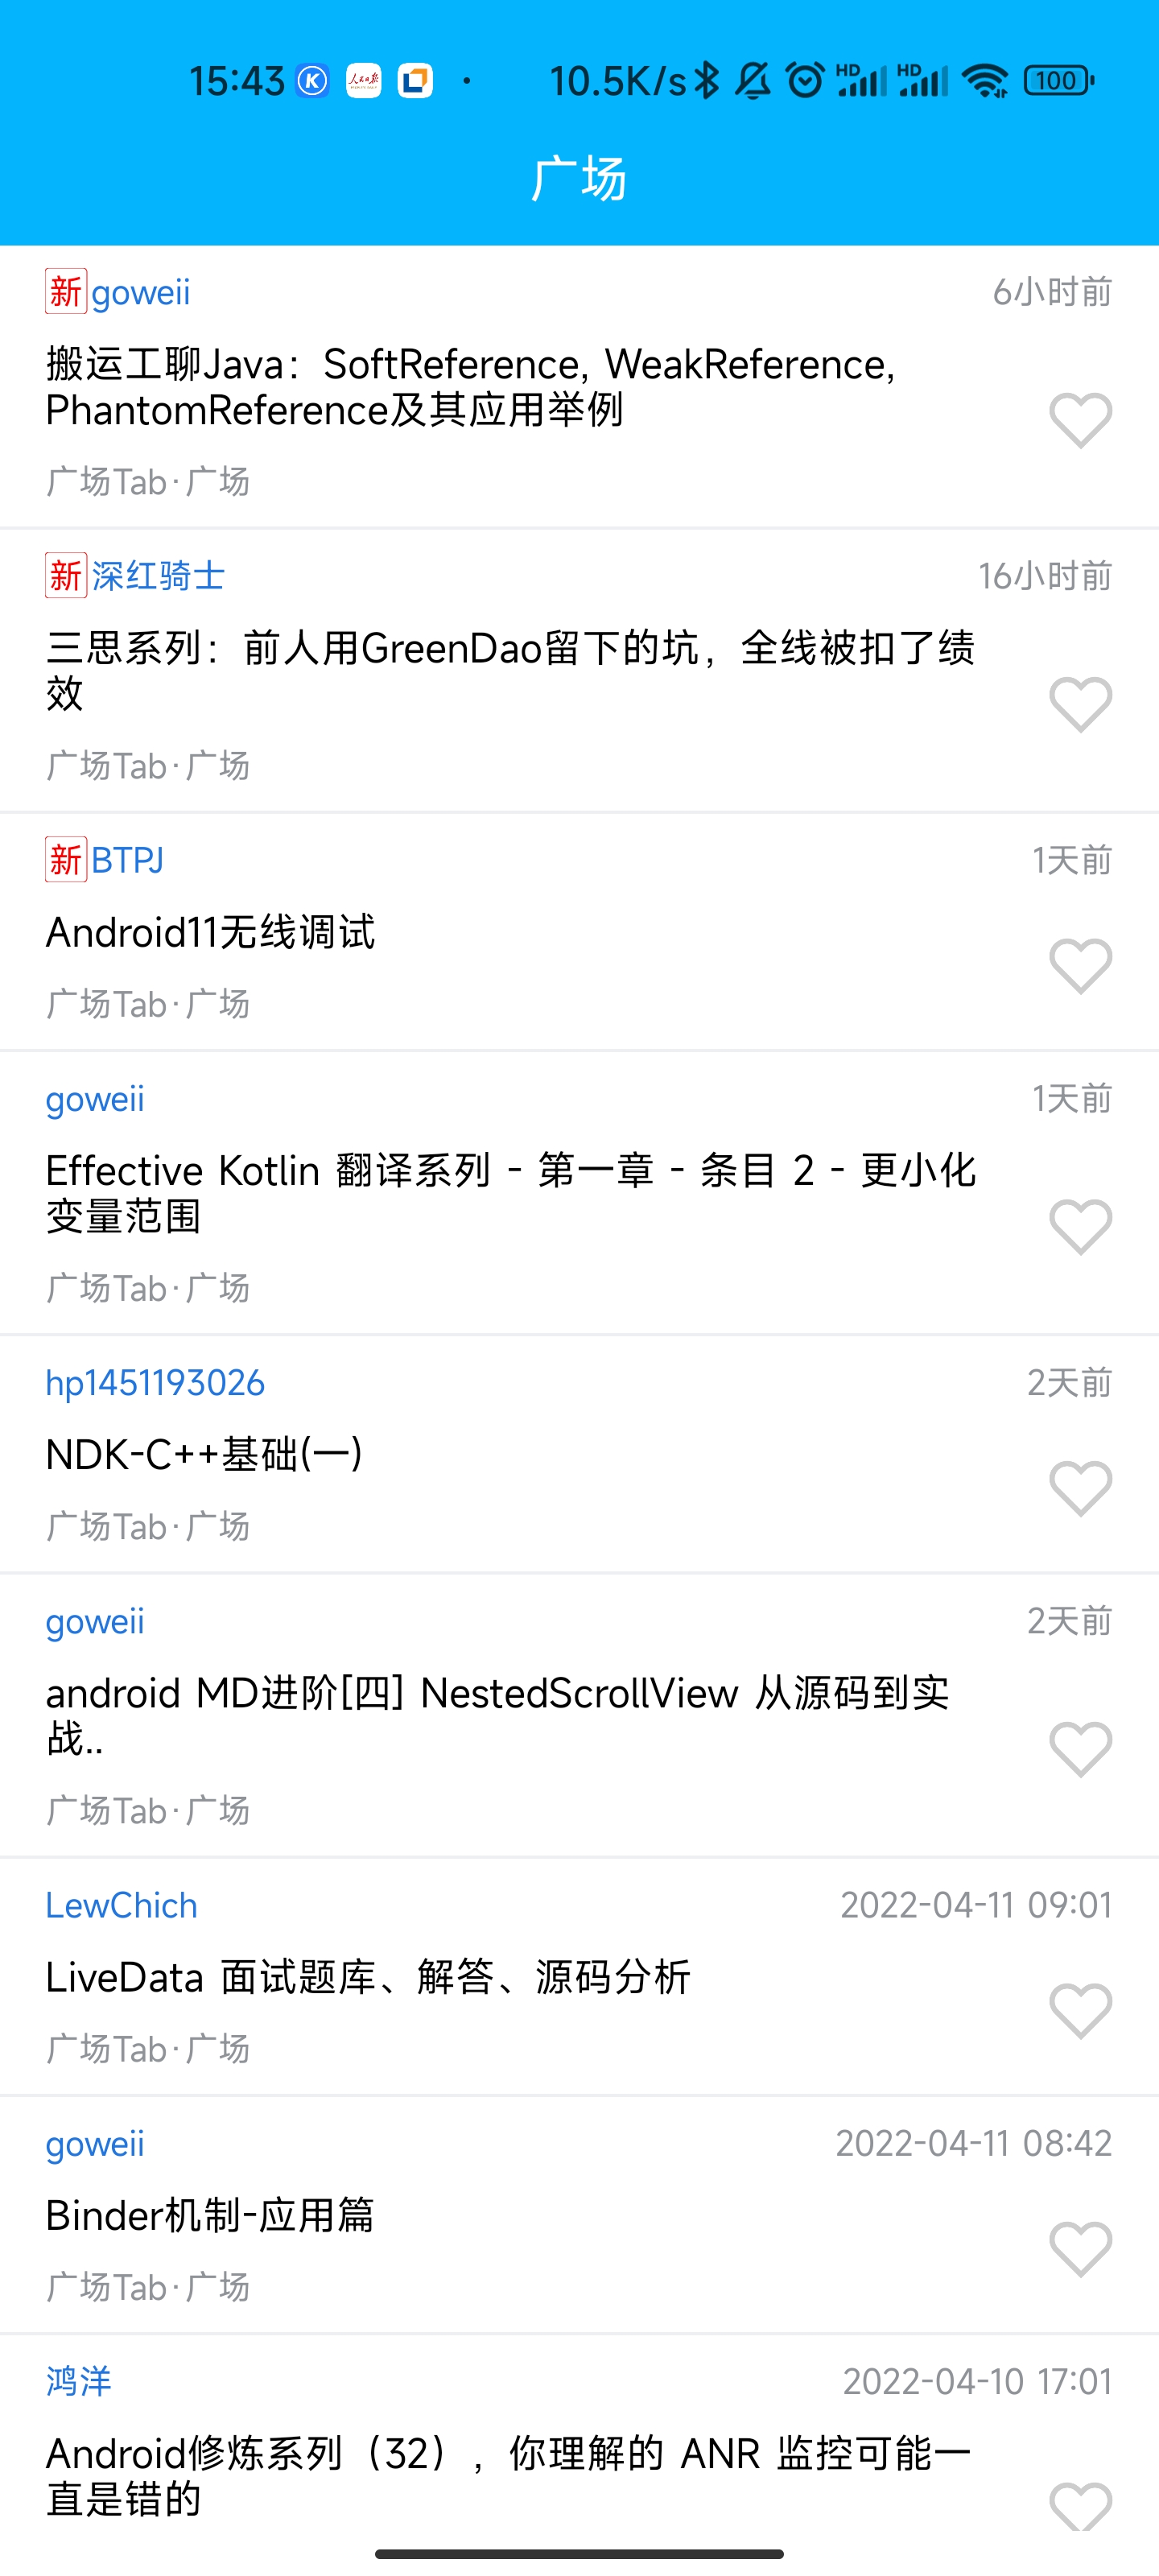 15:43 10.5K/s HD HD 100
广场
新 goweii 6小时前
搬运工聊Java：SoftReference, WeakReference,
PhantomReference及其应用举例
广场Tab·广场
新 深红骑士 16小时前
三思系列：前人用GreenDao留下的坑，全线被扣了绩
效
广场Tab·广场
新 BTPJ 1天前
Android11无线调试
广场Tab·广场
goweii 1天前
Effective Kotlin 翻译系列 - 第一章 - 条目 2 - 更小化
变量范围
广场Tab·广场
hp1451193026 2天前
NDK-C++基础(一)
广场Tab·广场
goweii 2天前
android MD进阶[四] NestedScrollView 从源码到实
战..
广场Tab·广场
LewChich 2022-04-11 09:01
LiveData 面试题库、解答、源码分析
广场Tab·广场
goweii 2022-04-11 08:42
Binder机制-应用篇
广场Tab·广场
鸿洋 2022-04-10 17:01
Android修炼系列（32），你理解的 ANR 监控可能一
直是错的